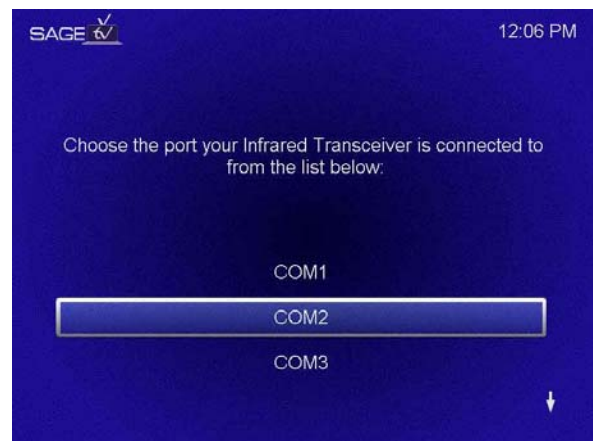 SAGE tv
12:06 PM
Choose the port your Infrared Transceiver is connected to
from the list below:
COM1
COM2
COM3